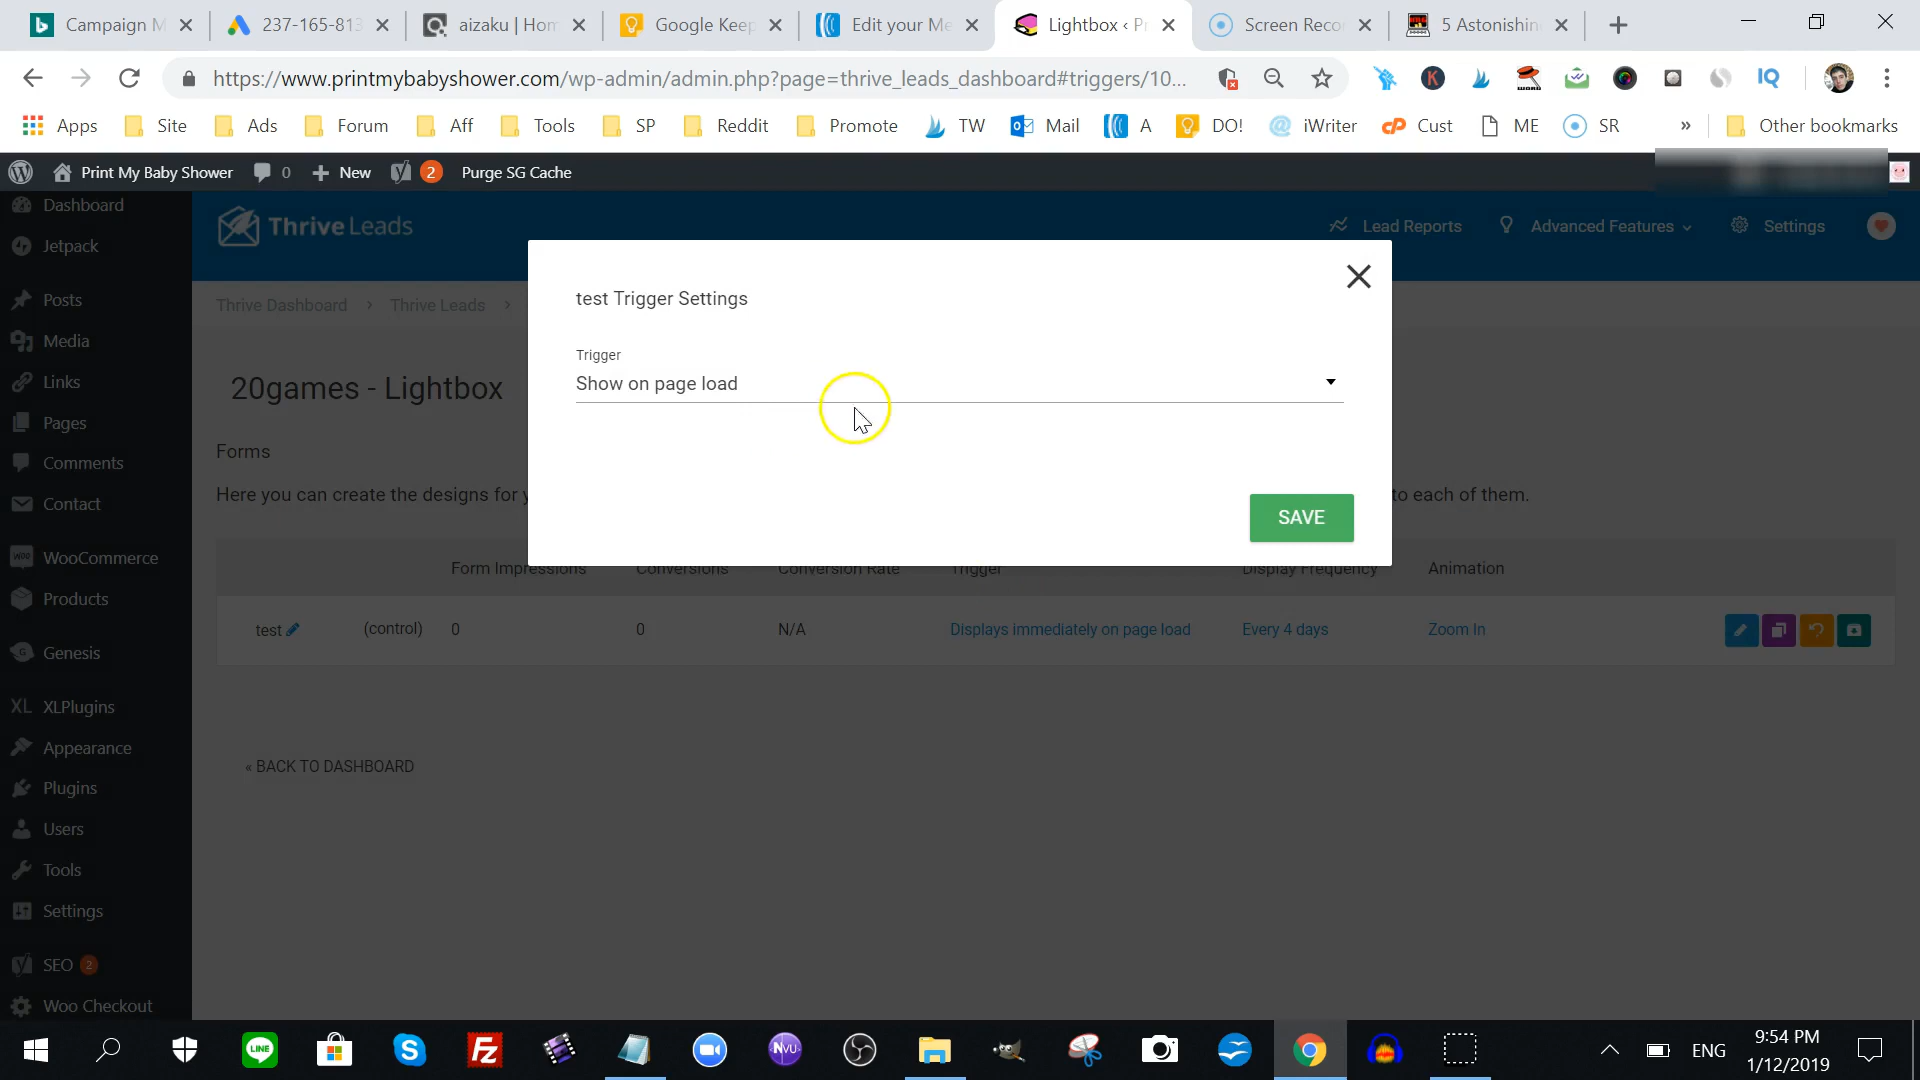 Campaign M
237-165-813
aizaku | Hom
Google Keep
Edit your Me
Lightbox ‹ Pr
Screen Reco
5 Astonishin
https://www.printmybabyshower.com/wp-admin/admin.php?page=thrive_leads_dashboard#triggers/10...
Apps
Site
Ads
Forum
Aff
Tools
SP
Reddit
Promote
TW
Mail
A
DO!
iWriter
Cust
ME
SR
»
Other bookmarks
Print My Baby Shower
0
New
2
Purge SG Cache
Dashboard
Jetpack
Posts
Media
Links
Pages
Comments
Contact
WooCommerce
Products
Genesis
XLPlugins
Appearance
Plugins
Users
Tools
Settings
SEO 2
Woo Checkout
Thrive Leads
Lead Reports
Advanced Features
Settings
Thrive Dashboard
Thrive Leads
20games - Lightbox
Forms
Here you can create the designs for y
to each of them.
test Trigger Settings
Trigger
Show on page load
SAVE
Form Impressions
Conversions
Conversion Rate
Trigger
Display Frequency
Animation
test
(control)
0
0
N/A
Displays immediately on page load
Every 4 days
Zoom In
« BACK TO DASHBOARD
ENG
9:54 PM
1/12/2019